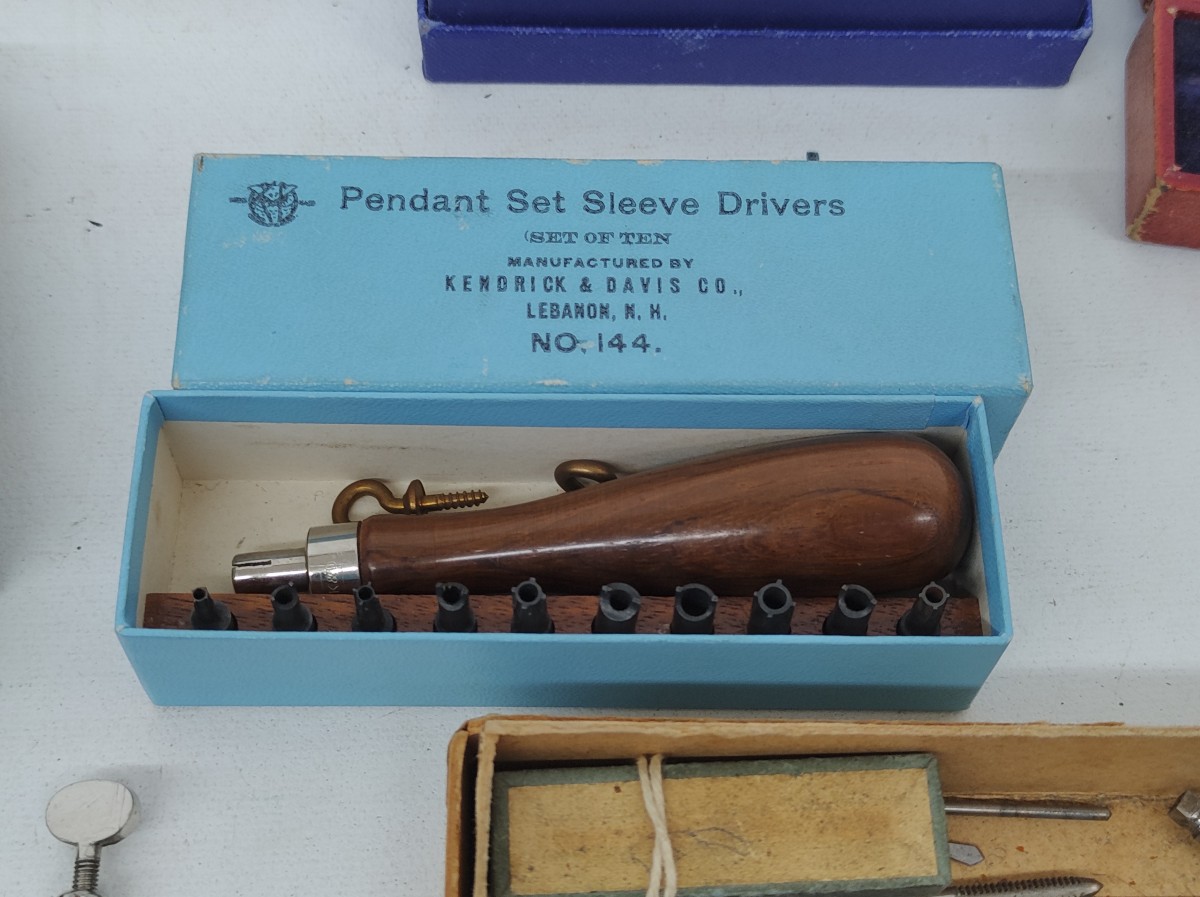 Pendant Set Sleeve Drivers
(SET OF TEN
MANUFACTURED BY
KENDRICK & DAVIS CO.,
LEBANON, N. H.
NO. 144.